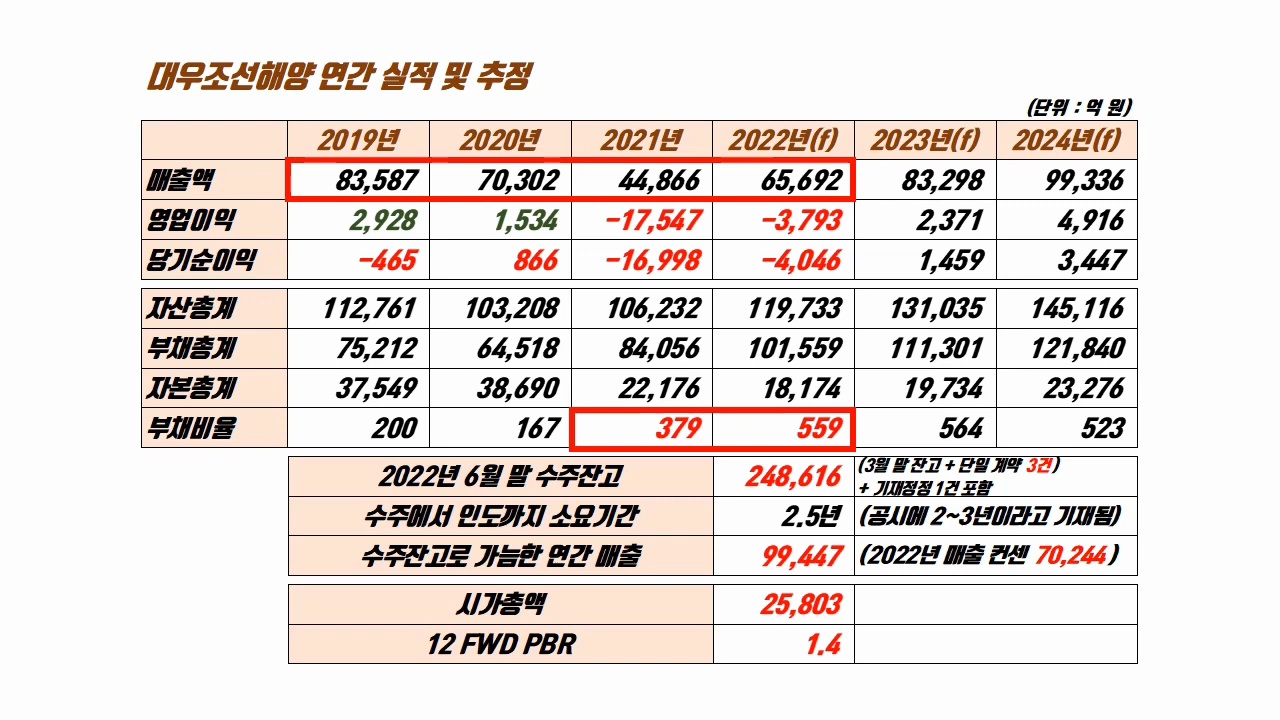 대우조선해양 연간 실적 및 추정
(단위 : 억 원)
2019년 2020년 2021년 2022년(f) 2023년(f) 2024년(f)
매출액 83,587 70,302 44,866 65,692 83,298 99,336
영업이익 2,928 1,534 -17,547 -3,793 2,371 4,916
당기순이익 -465 866 -16,998 -4,046 1,459 3,447
자산총계 112,761 103,208 106,232 119,733 131,035 145,116
부채총계 75,212 64,518 84,056 101,559 111,301 121,840
자본총계 37,549 38,690 22,176 18,174 19,734 23,276
부채비율 200 167 379 559 564 523
2022년 6월 말 수주잔고 248,616 (3월 말 잔고 + 단일 계약 3건)
+ 기재정정 1건 포함
수주에서 인도까지 소요기간 2.5년 (공시에 2~3년이라고 기재됨)
수주잔고로 가능한 연간 매출 99,447 (2022년 매출 컨센 70,244)
시가총액 25,803
12 FWD PBR 1.4